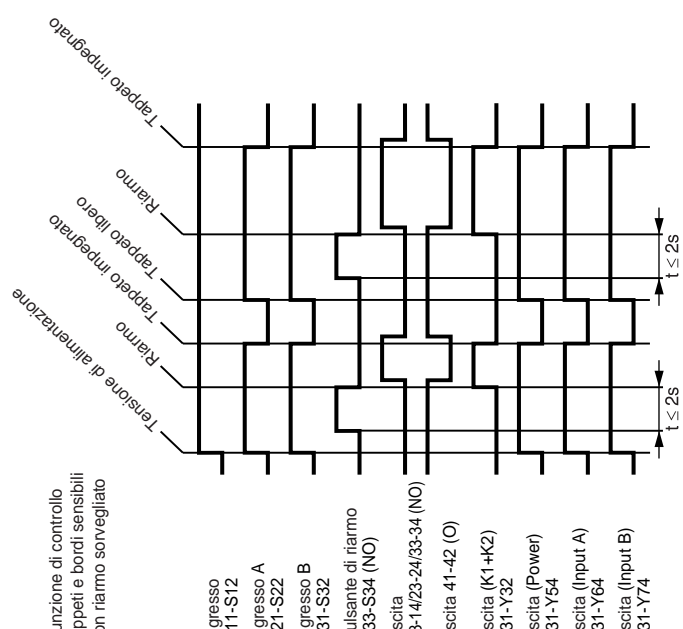 unzione di controllo
ppeti e bordi sensibili
on riarmo sorvegliato
Tensione di alimentazione
Riarmo
Tappeto impegnato
Tappeto libero
Riarmo
Tappeto impegnato
gresso
11-S12
gresso A
21-S22
gresso B
31-S32
ulsante di riarmo
33-S34 (NO)
scita
3-14/23-24/33-34 (NO)
scita 41-42 (O)
scita (K1+K2)
31-Y32
scita (Power)
31-Y54
scita (Input A)
31-Y64
scita (Input B)
31-Y74
t ≤ 2s
t ≤ 2s